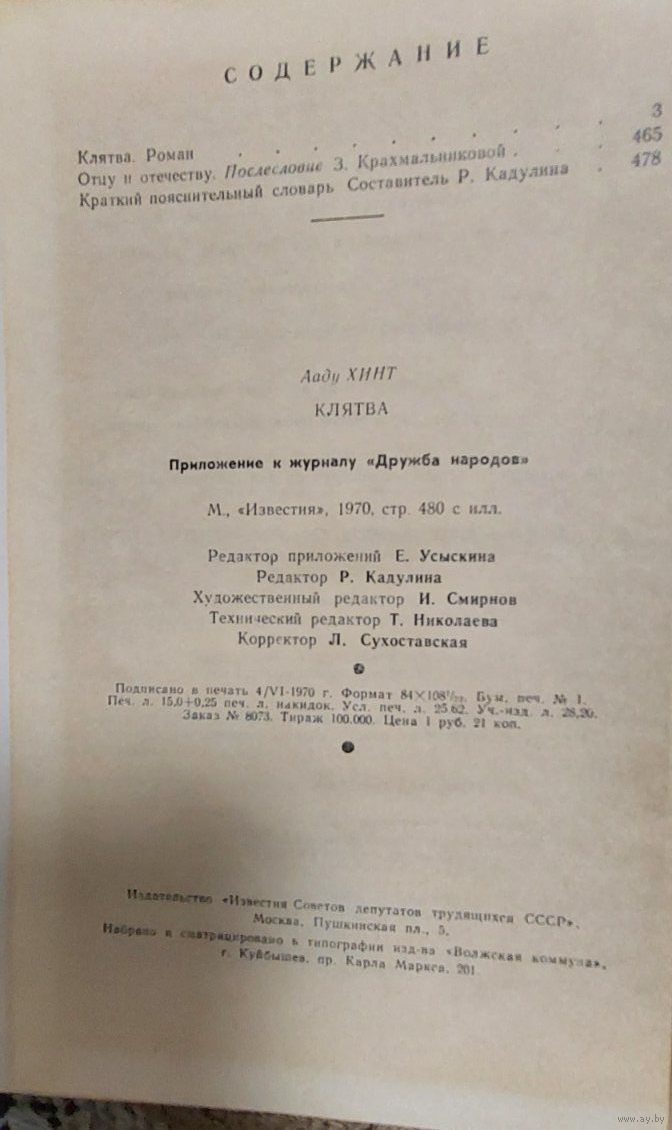 СОДЕРЖАНИЕ
Клятва. Роман . . . . . . . . . 3
Отцу и отечеству. Послесловие З. Крахмальниковой . . 465
Краткий пояснительный словарь Составитель Р. Кадулина . 478
Ааду ХИНТ
КЛЯТВА
Приложение к журналу «Дружба народов»
М., «Известия», 1970, стр. 480 с илл.
Редактор приложений Е. Усыскина
Редактор Р. Кадулина
Художественный редактор И. Смирнов
Технический редактор Т. Николаева
Корректор Л. Сухоставская
Подписано в печать 4/VI-1970 г. Формат 84×108¹/₃₂. Бум. печ. № 1.
Печ. л. 15,0+0,25 печ. л. накидок. Усл. печ. л. 25,62. Уч.-изд. л. 28,20.
Заказ № 8073. Тираж 100.000. Цена 1 руб. 21 коп.
Издательство «Известия Советов депутатов трудящихся СССР»,
Москва, Пушкинская пл., 5.
Набрано и сматрицировано в типографии изд-ва «Волжская коммуна»,
г. Куйбышев, пр. Карла Маркса, 201
www.ay.by